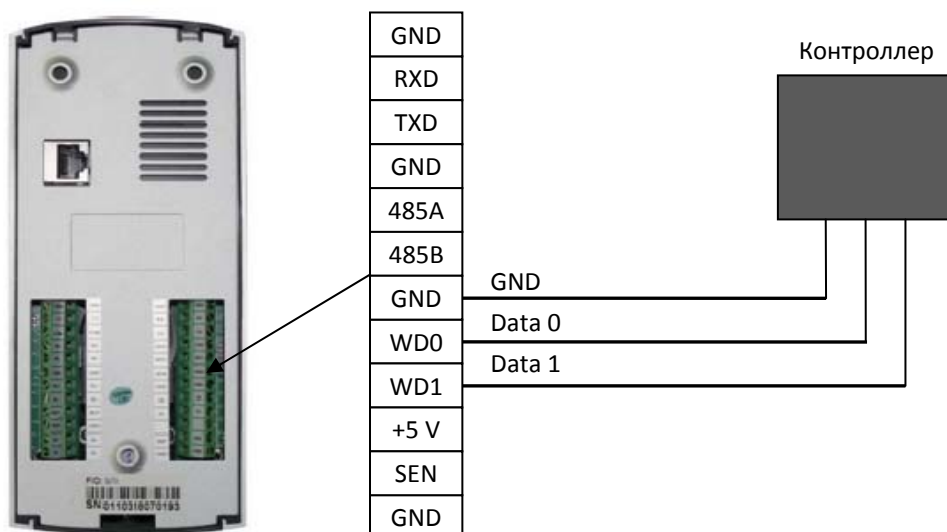 GND
RXD
TXD
GND
485A
485B
GND
WD0
WD1
+5 V
SEN
GND
GND
Data 0
Data 1
Контроллер